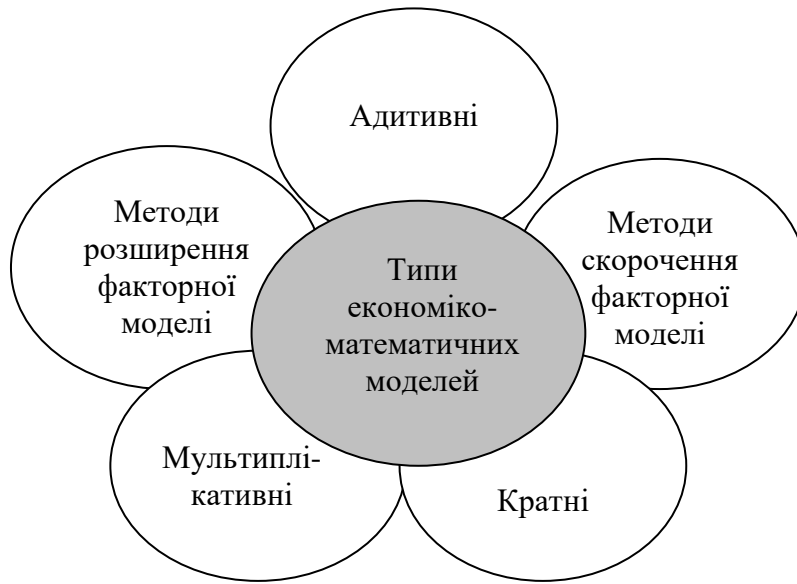 Адитивні
Методи
розширення
факторної
моделі
Методи
скорочення
факторної
моделі
Типи
економіко-
математичних
моделей
Мультиплі-
кативні
Кратні